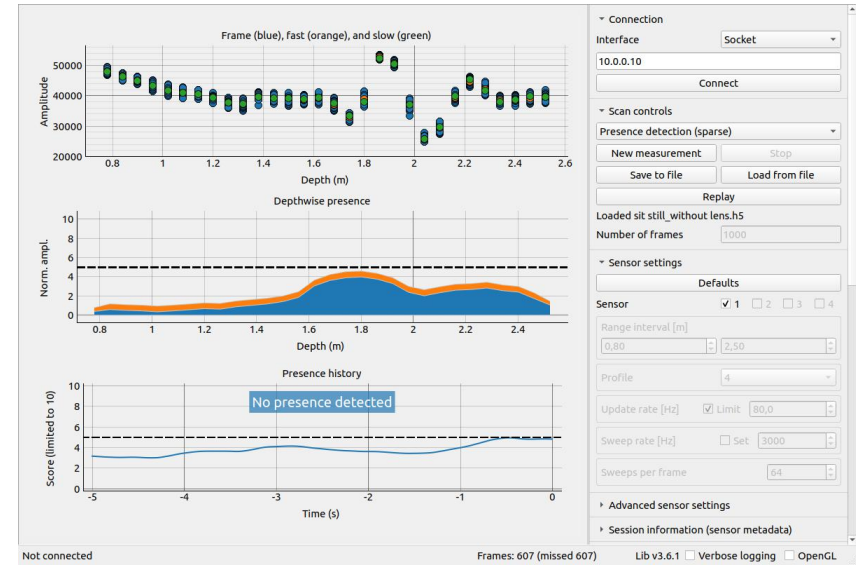 Frame (blue), fast (orange), and slow (green)
Amplitude
50000
40000
30000
20000
0.8 1 1.2 1.4 1.6 1.8 2 2.2 2.4 2.6
Depth (m)
Depthwise presence
Norm. ampl.
10
8
6
4
2
0
0.8 1 1.2 1.4 1.6 1.8 2 2.2 2.4
Depth (m)
Presence history
No presence detected
Score (limited to 10)
10
8
6
4
2
0
-5 -4 -3 -2 -1 0
Time (s)
Connection
Interface Socket
10.0.0.10
Connect
Scan controls
Presence detection (sparse)
New measurement Stop
Save to file Load from file
Replay
Loaded sit still_without lens.h5
Number of frames 1000
Sensor settings
Defaults
Sensor 1 2 3 4
Range interval [m]
0,80 2,50
Profile 4
Update rate [Hz] Limit 80,0
Sweep rate [Hz] Set 3000
Sweeps per frame 64
Advanced sensor settings
Session information (sensor metadata)
Not connected Frames: 607 (missed 607) Lib v3.6.1 Verbose logging OpenGL